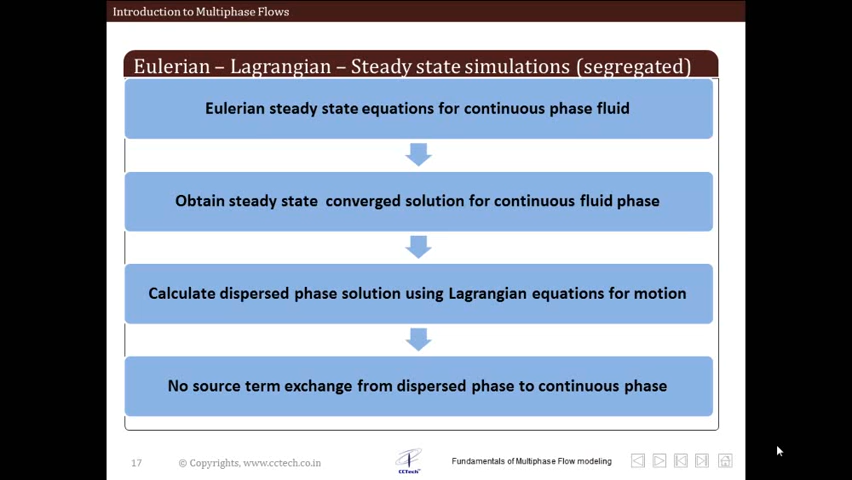 Introduction to Multiphase Flows
Eulerian – Lagrangian – Steady state simulations (segregated)
Eulerian steady state equations for continuous phase fluid
Obtain steady state converged solution for continuous fluid phase
Calculate dispersed phase solution using Lagrangian equations for motion
No source term exchange from dispersed phase to continuous phase
17
© Copyrights, www.cctech.co.in
CCTech
Fundamentals of Multiphase Flow modeling